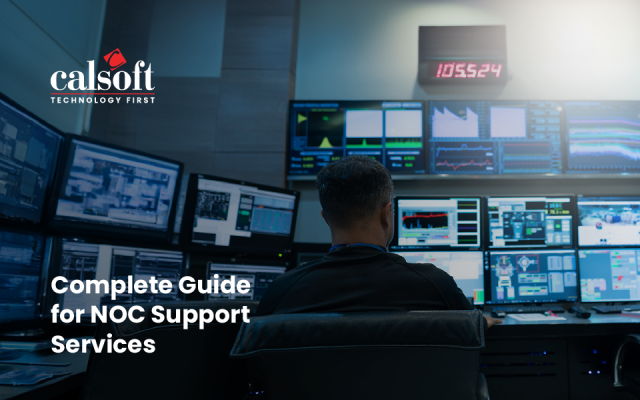 calsoft
TECHNOLOGY FIRST
105524
Complete Guide
for NOC Support
Services